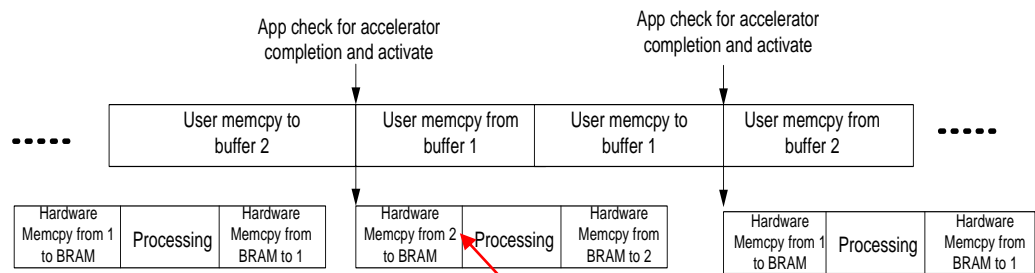 App check for accelerator
completion and activate
App check for accelerator
completion and activate
User memcpy to
buffer 2
User memcpy from
buffer 1
User memcpy to
buffer 1
User memcpy from
buffer 2
Hardware
Memcpy from 1
to BRAM
Processing
Hardware
Memcpy from
BRAM to 1
Hardware
Memcpy from 2
to BRAM
Processing
Hardware
Memcpy from
BRAM to 2
Hardware
Memcpy from 1
to BRAM
Processing
Hardware
Memcpy from
BRAM to 1